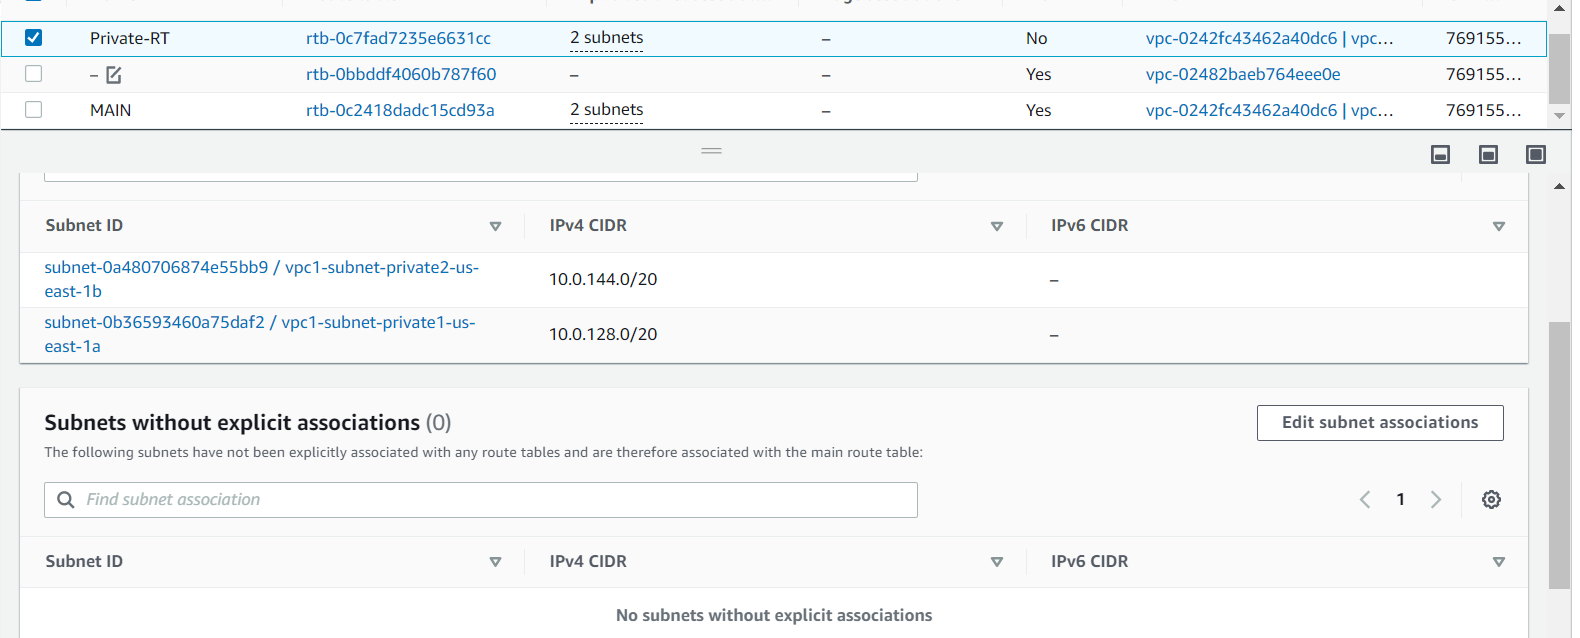 Private-RT rtb-0c7fad7235e6631cc 2 subnets – No vpc-0242fc43462a40dc6 | vpc... 769155...
– rtb-0bbddf4060b787f60 – – Yes vpc-02482baeb764eee0e 769155...
MAIN rtb-0c2418dadc15cd93a 2 subnets – Yes vpc-0242fc43462a40dc6 | vpc... 769155...
Subnet ID IPv4 CIDR IPv6 CIDR
subnet-0a480706874e55bb9 / vpc1-subnet-private2-us-
east-1b
10.0.144.0/20 –
subnet-0b36593460a75daf2 / vpc1-subnet-private1-us-
east-1a
10.0.128.0/20 –
Subnets without explicit associations (0)
Edit subnet associations
The following subnets have not been explicitly associated with any route tables and are therefore associated with the main route table:
Find subnet association
1
Subnet ID IPv4 CIDR IPv6 CIDR
No subnets without explicit associations